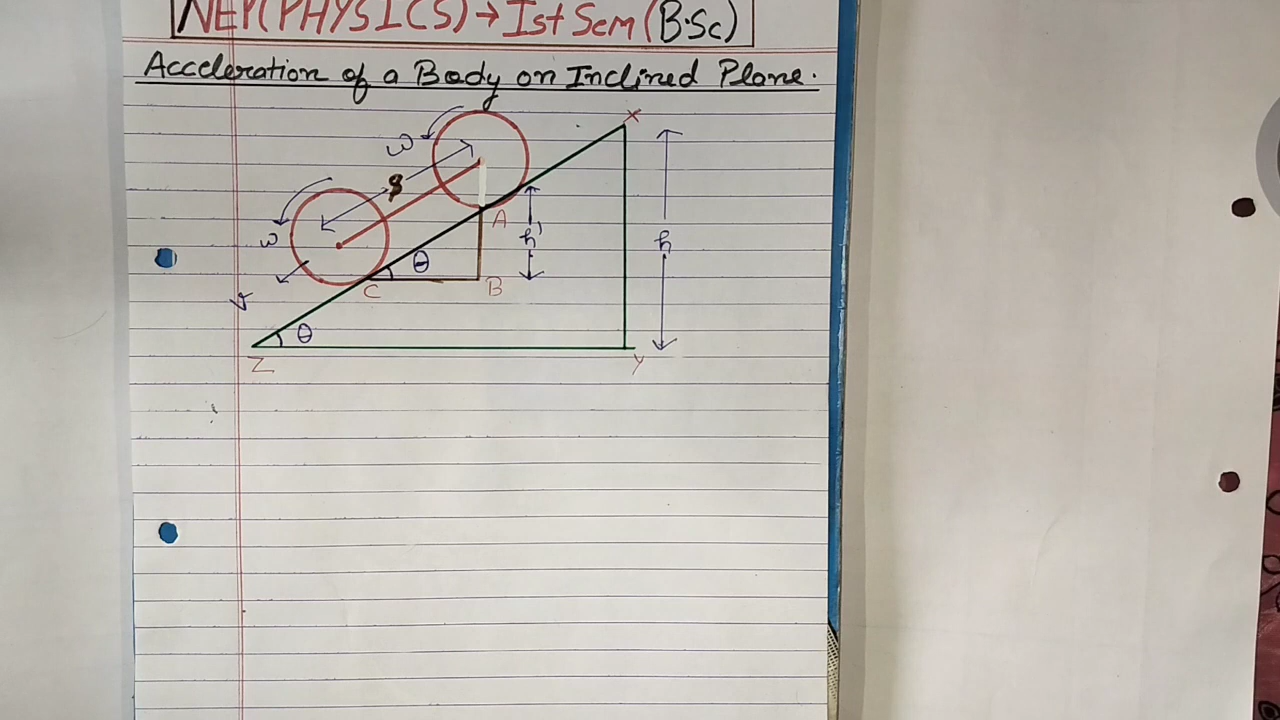 NEP(PHYSICS) → Ist Sem (B.Sc)
Acceleration of a Body on Inclined Plane.
X
ω
S
A
h'
h
ω
θ
C
B
v
θ
Z
Y